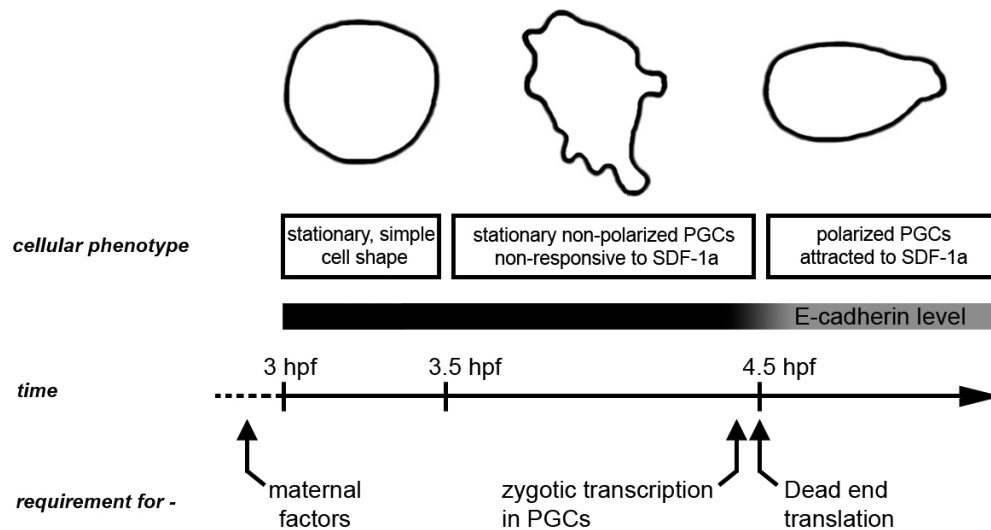 cellular phenotype
stationary, simple
cell shape
stationary non-polarized PGCs
non-responsive to SDF-1a
polarized PGCs
attracted to SDF-1a
E-cadherin level
time
3 hpf
3.5 hpf
4.5 hpf
requirement for -
maternal
factors
zygotic transcription
in PGCs
Dead end
translation